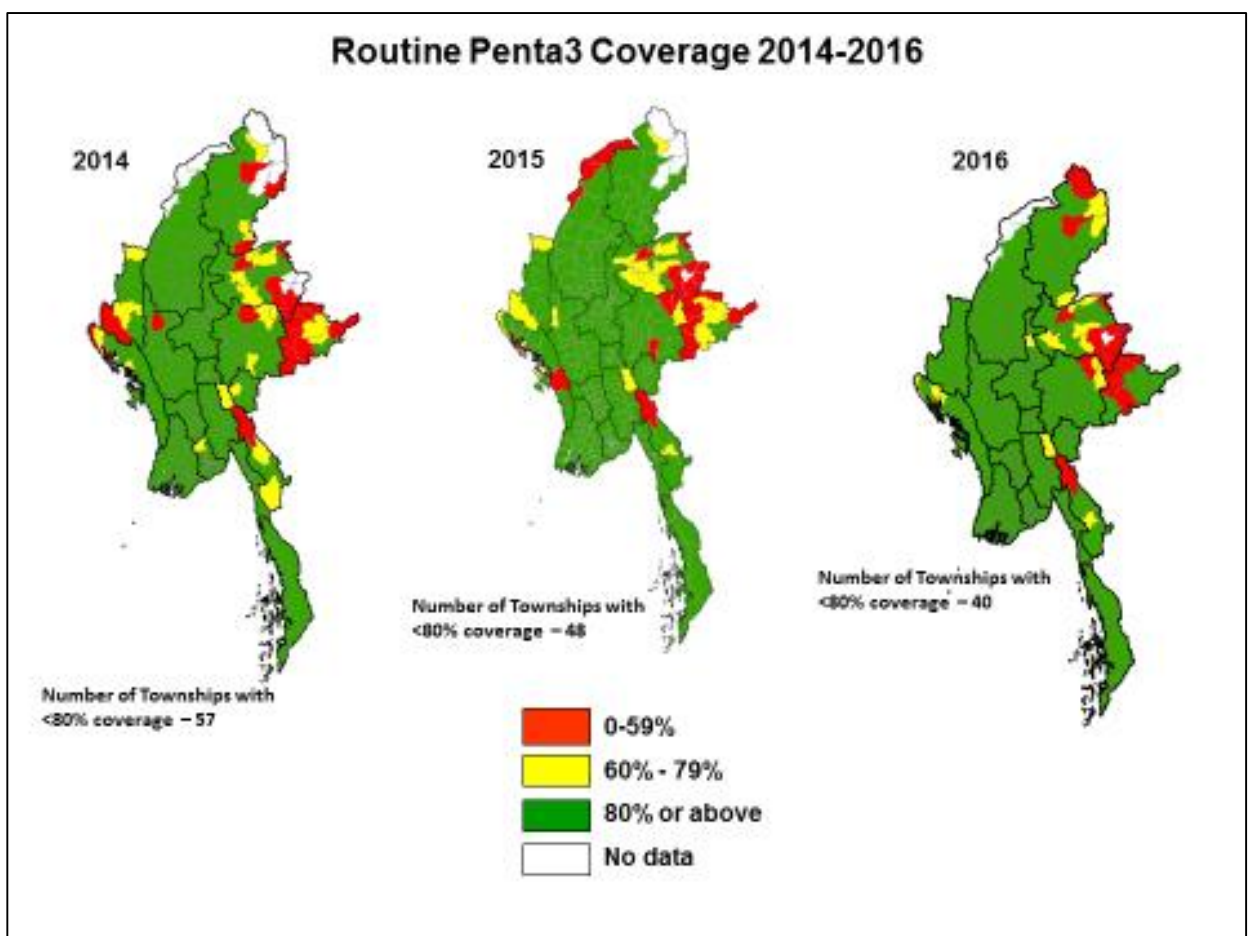 Routine Penta3 Coverage 2014-2016
2014
2015
2016
Number of Townships with
<80% coverage – 57
Number of Townships with
<80% coverage – 48
Number of Townships with
<80% coverage – 40
0-59%
60% - 79%
80% or above
No data